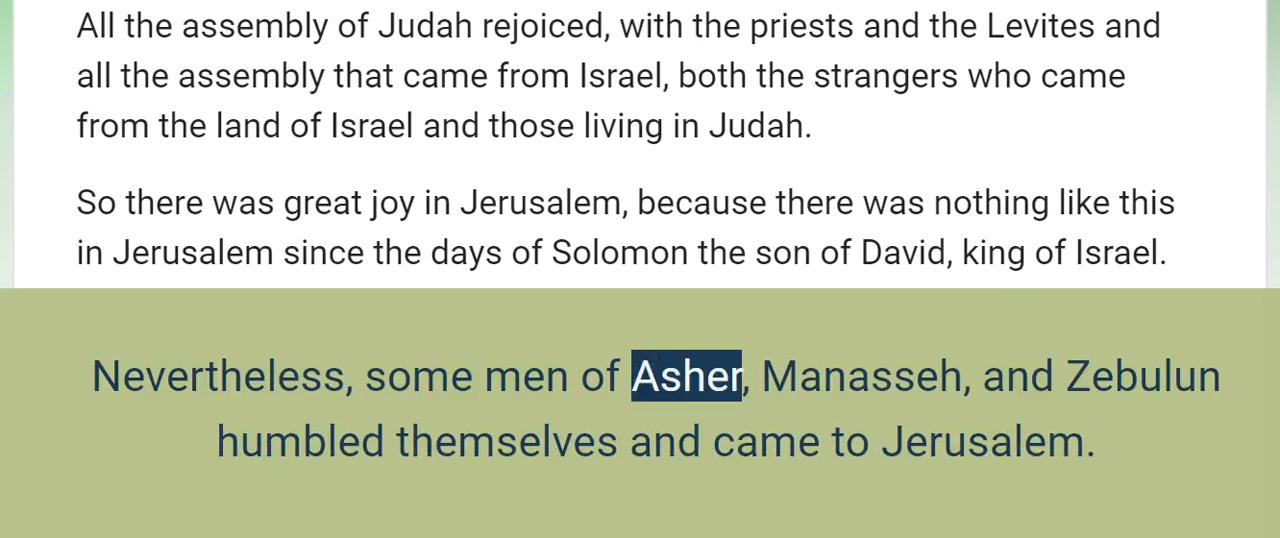 All the assembly of Judah rejoiced, with the priests and the Levites and
all the assembly that came from Israel, both the strangers who came
from the land of Israel and those living in Judah.
So there was great joy in Jerusalem, because there was nothing like this
in Jerusalem since the days of Solomon the son of David, king of Israel.
Nevertheless, some men of Asher, Manasseh, and Zebulun
humbled themselves and came to Jerusalem.